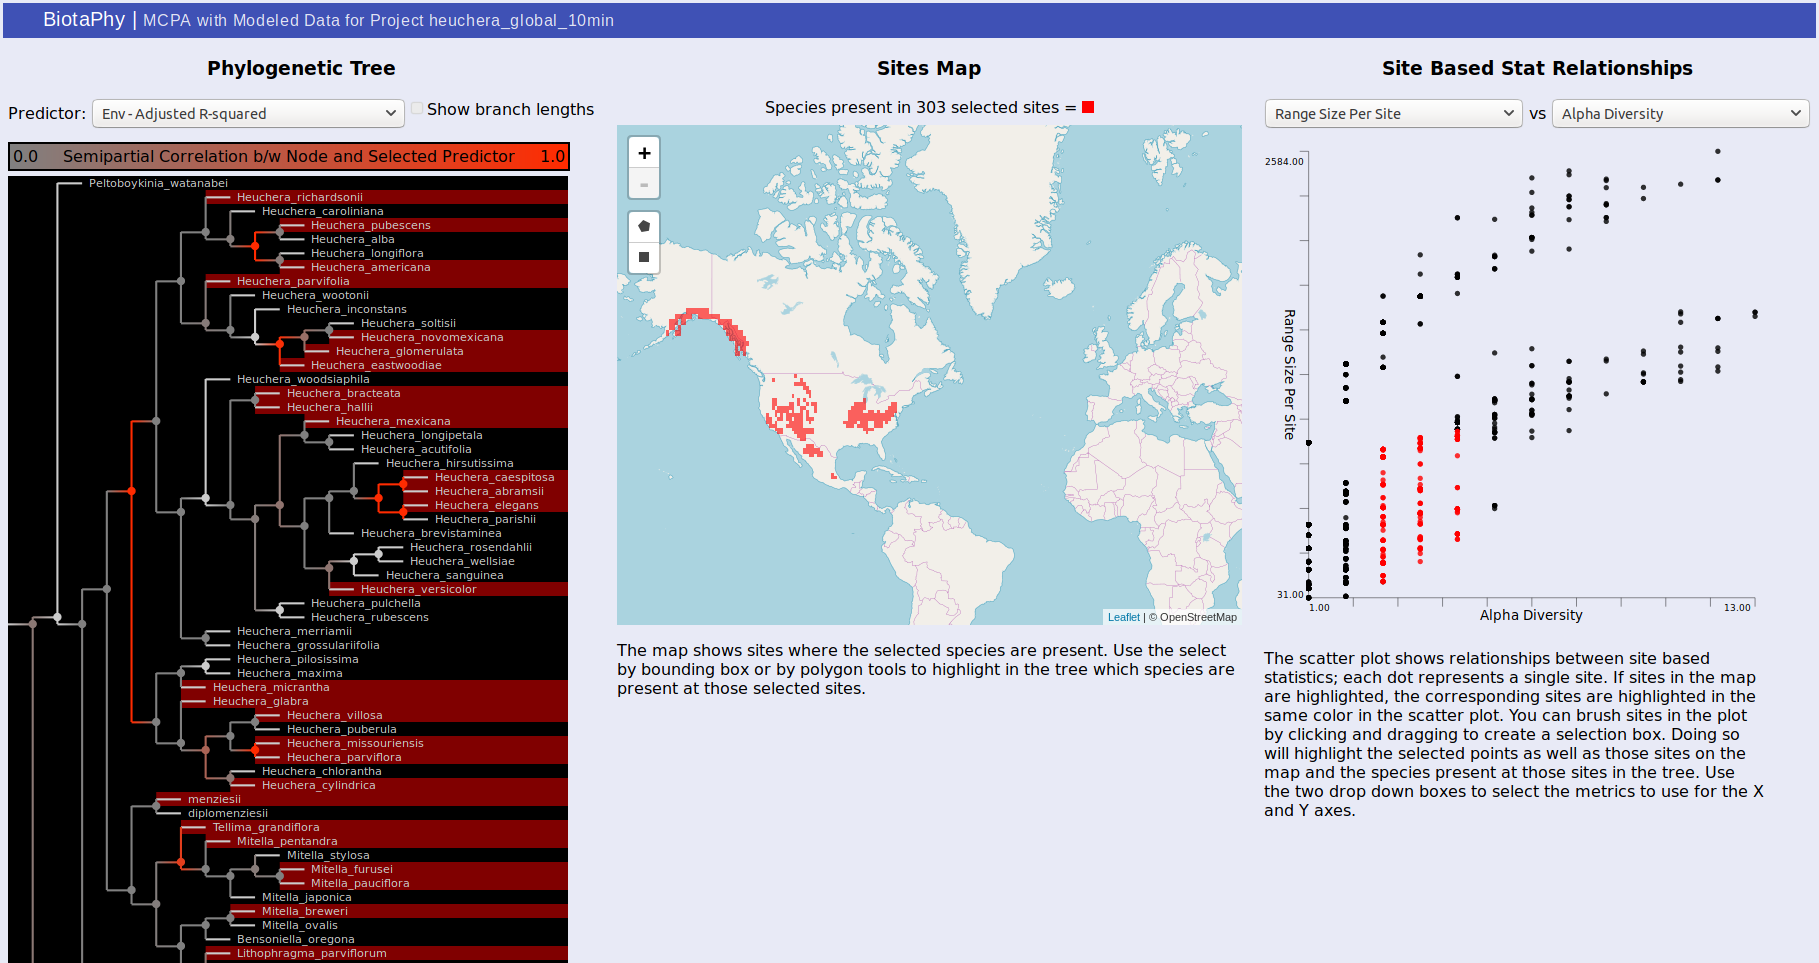 BiotaPhy | MCPA with Modeled Data for Project heuchera_global_10min
Phylogenetic Tree
Predictor: Env - Adjusted R-squared Show branch lengths
0.0 Semipartial Correlation b/w Node and Selected Predictor 1.0
Peltoboykinia_watanabei
Heuchera_richardsonii
Heuchera_caroliniana
Heuchera_pubescens
Heuchera_alba
Heuchera_longiflora
Heuchera_americana
Heuchera_parvifolia
Heuchera_wootonii
Heuchera_inconstans
Heuchera_soltisii
Heuchera_novomexicana
Heuchera_glomerulata
Heuchera_eastwoodiae
Heuchera_woodsiaphila
Heuchera_bracteata
Heuchera_hallii
Heuchera_mexicana
Heuchera_longipetala
Heuchera_acutifolia
Heuchera_hirsutissima
Heuchera_caespitosa
Heuchera_abramsii
Heuchera_elegans
Heuchera_parishii
Heuchera_brevistaminea
Heuchera_rosendahlii
Heuchera_wellsiae
Heuchera_sanguinea
Heuchera_versicolor
Heuchera_pulchella
Heuchera_rubescens
Heuchera_merriamii
Heuchera_grossulariifolia
Heuchera_pilosissima
Heuchera_maxima
Heuchera_micrantha
Heuchera_glabra
Heuchera_villosa
Heuchera_puberula
Heuchera_missouriensis
Heuchera_parviflora
Heuchera_chlorantha
Heuchera_cylindrica
menziesii
diplomenziesii
Tellima_grandiflora
Mitella_pentandra
Mitella_stylosa
Mitella_furusei
Mitella_pauciflora
Mitella_japonica
Mitella_breweri
Mitella_ovalis
Bensoniella_oregona
Lithophragma_parviflorum
Sites Map
Species present in 303 selected sites =
+
-
Leaflet | © OpenStreetMap
The map shows sites where the selected species are present. Use the select
by bounding box or by polygon tools to highlight in the tree which species are
present at those selected sites.
Site Based Stat Relationships
Range Size Per Site vs Alpha Diversity
2584.00
Range Size Per Site
31.00
1.00
13.00
Alpha Diversity
The scatter plot shows relationships between site based
statistics; each dot represents a single site. If sites in the map
are highlighted, the corresponding sites are highlighted in the
same color in the scatter plot. You can brush sites in the plot
by clicking and dragging to create a selection box. Doing so
will highlight the selected points as well as those sites on the
map and the species present at those sites in the tree. Use
the two drop down boxes to select the metrics to use for the X
and Y axes.